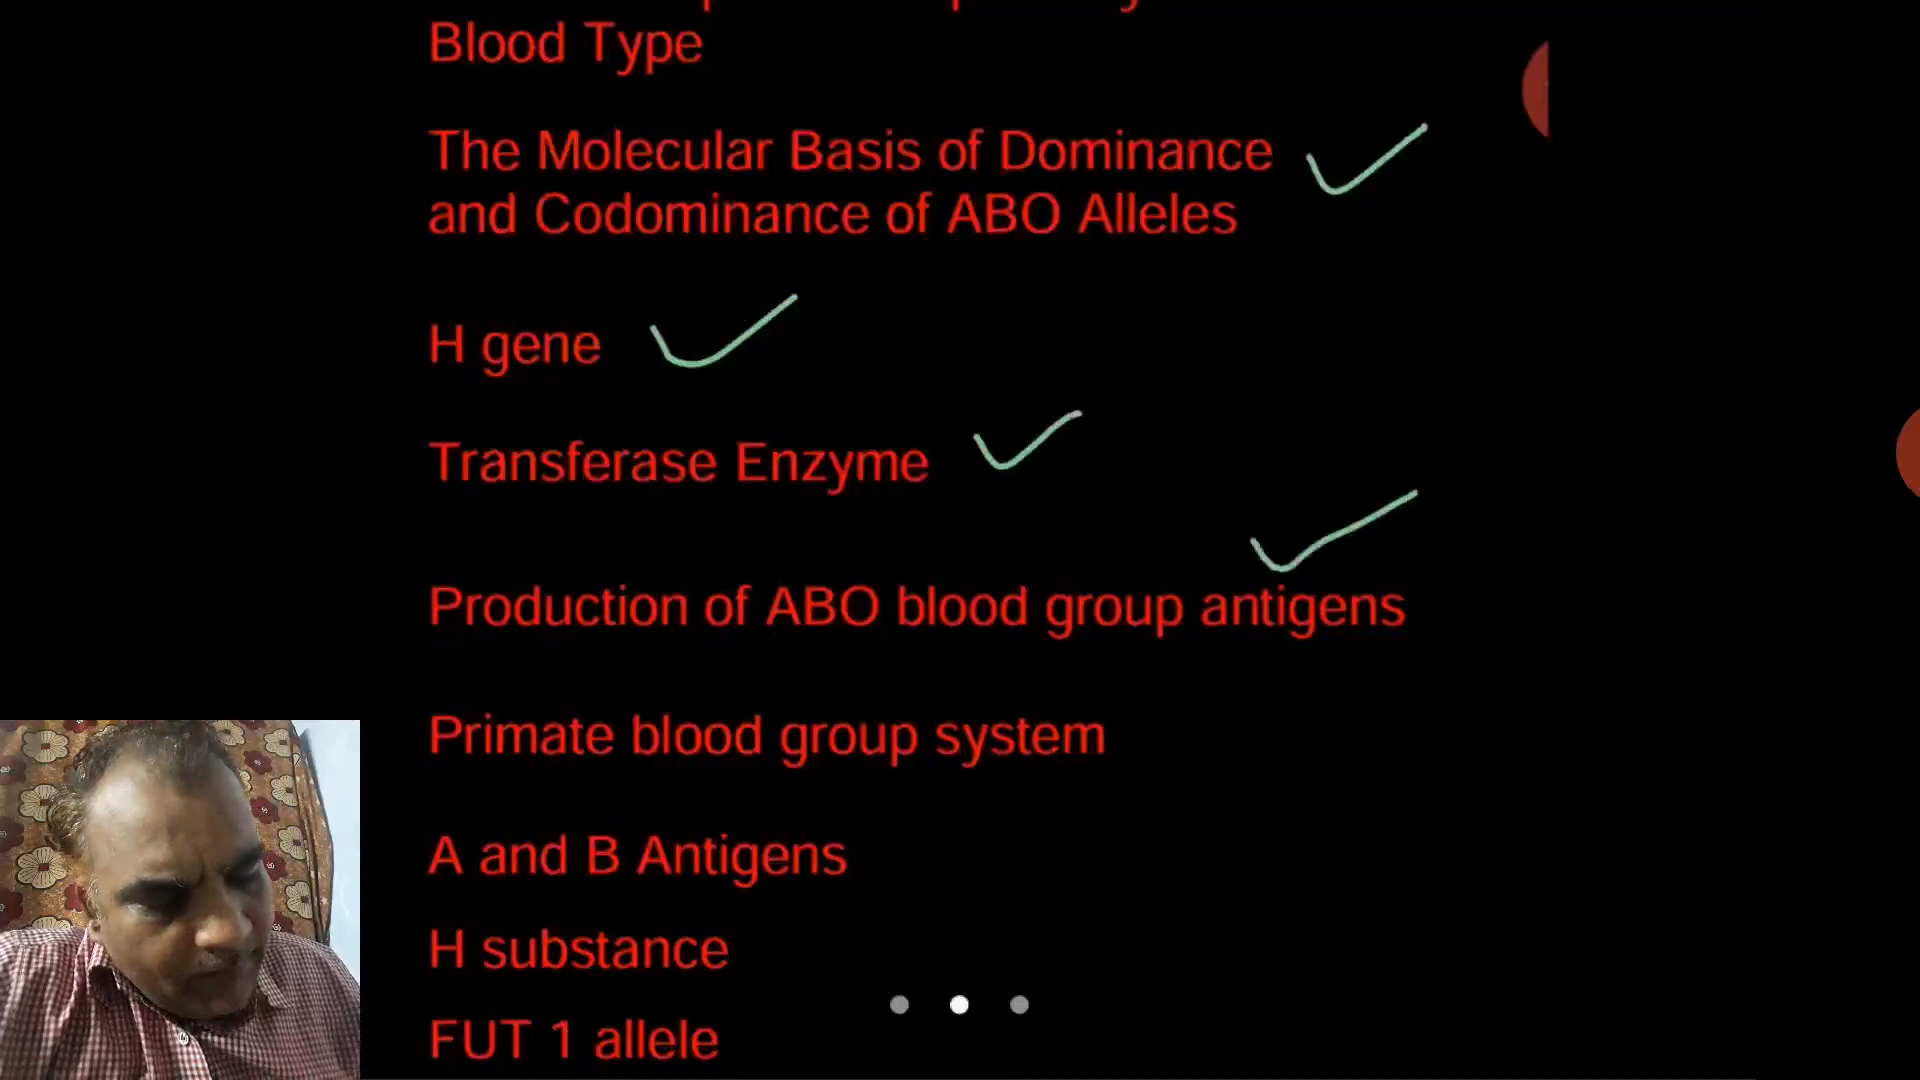 Blood Type
The Molecular Basis of Dominance
and Codominance of ABO Alleles
H gene
Transferase Enzyme
Production of ABO blood group antigens
Primate blood group system
A and B Antigens
H substance
FUT 1 allele